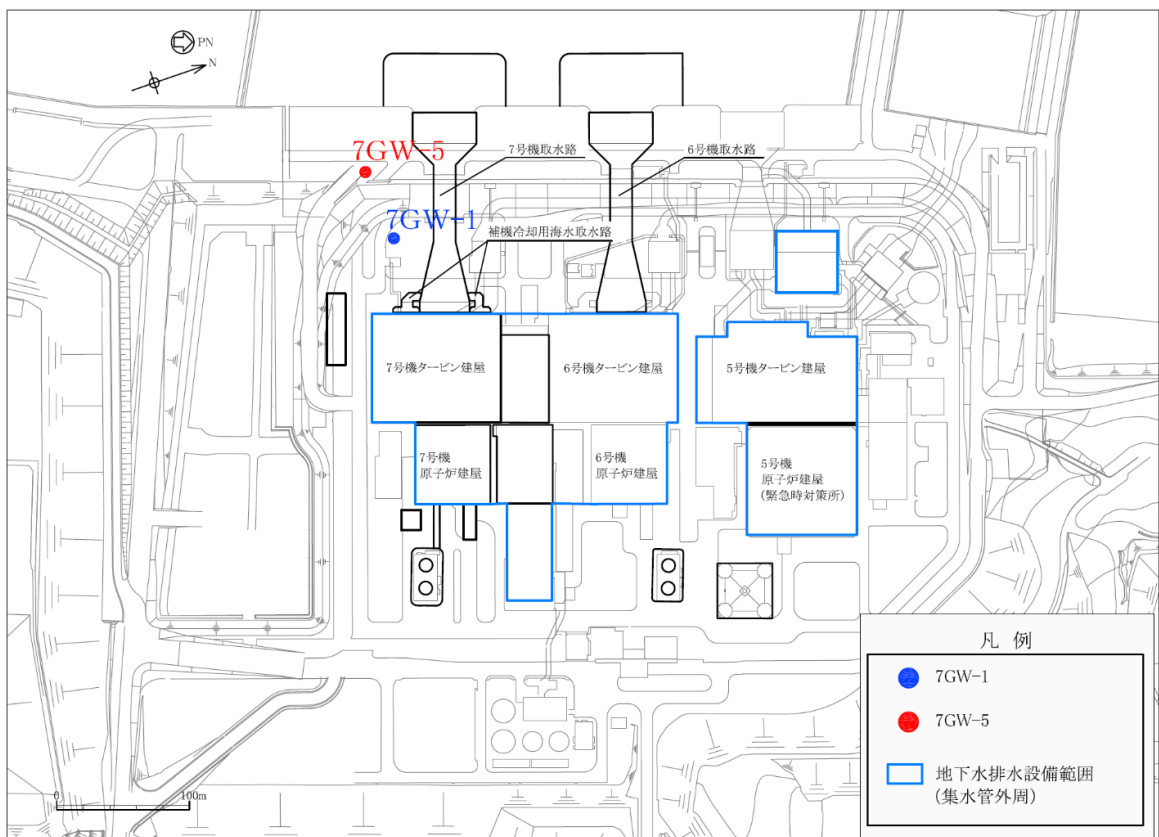 PN
N
7GW-5
7号機取水路
6号機取水路
7GW-1
補機冷却用海水取水路
7号機タービン建屋
6号機タービン建屋
5号機タービン建屋
7号機
原子炉建屋
6号機
原子炉建屋
5号機
原子炉建屋
(緊急時対策所)
凡 例
7GW-1
7GW-5
地下水排水設備範囲
(集水管外周)
0
100m